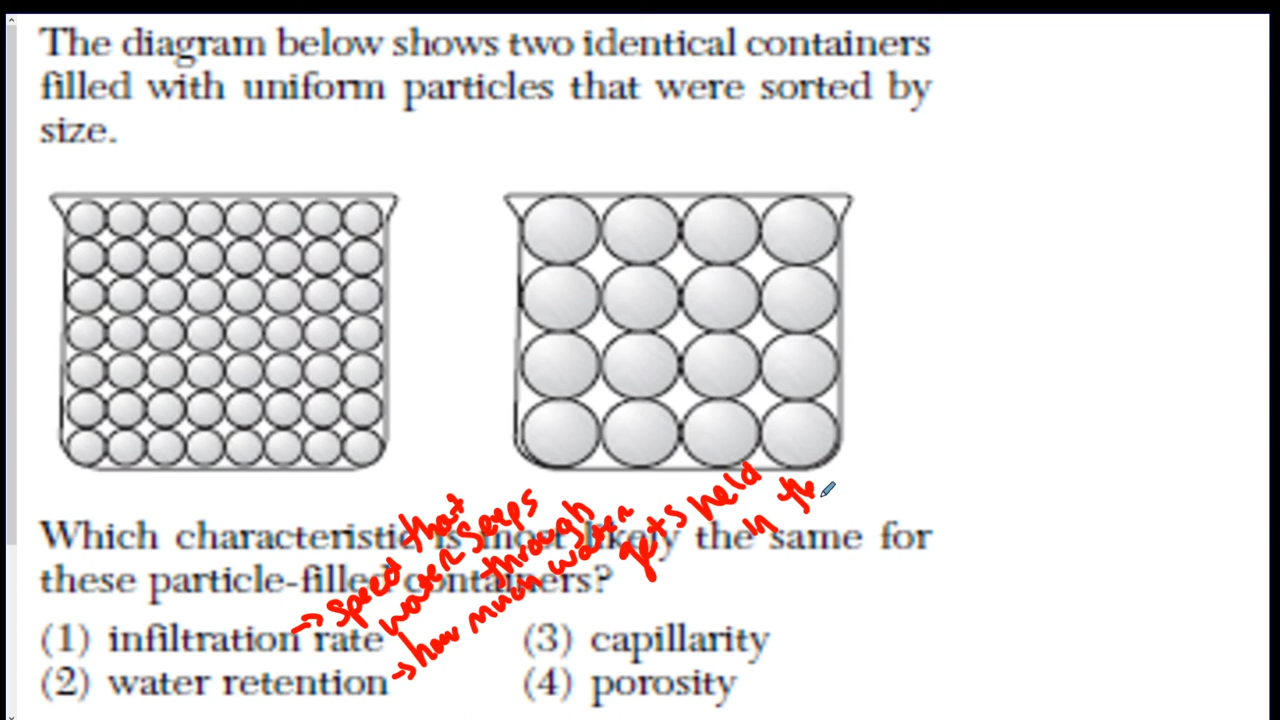 The diagram below shows two identical containers
filled with uniform particles that were sorted by
size.
Which characteristic is most likely the same for
these particle-filled containers?
(1) infiltration rate
(2) water retention
(3) capillarity
(4) porosity
→ speed that
water seeps
through
→ how much water
gets held
in the